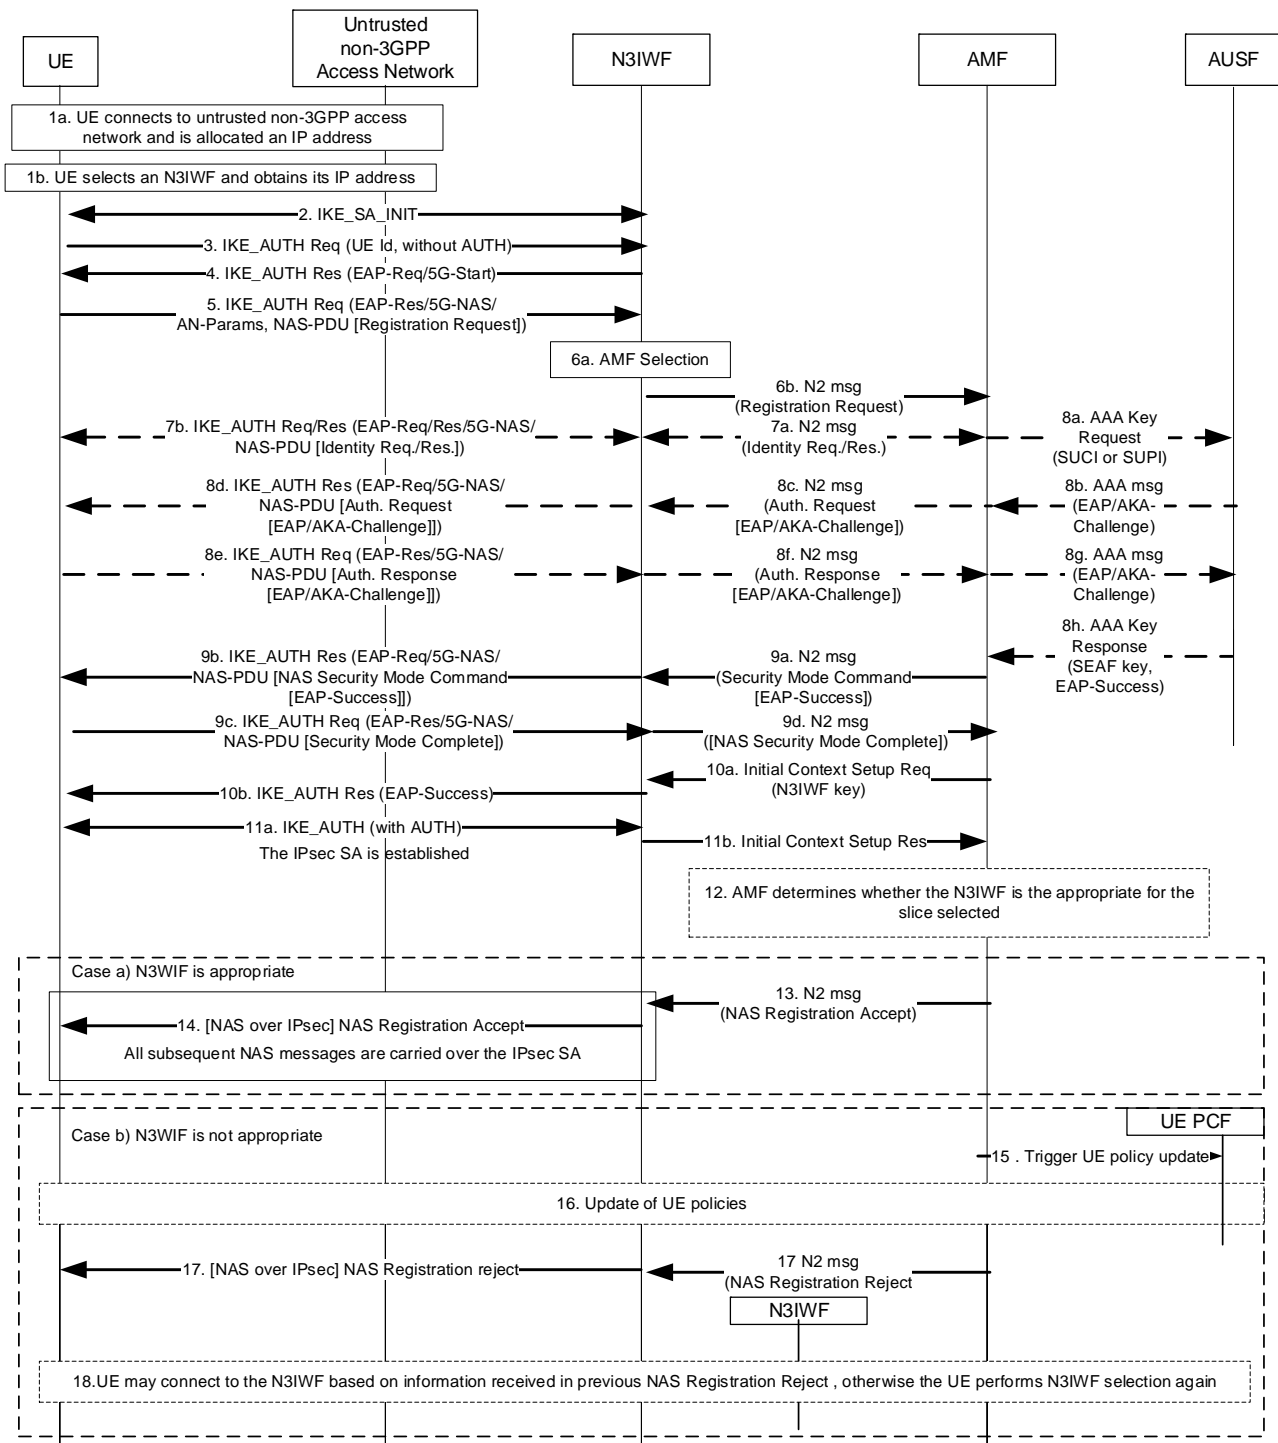 UE
Untrusted
non-3GPP
Access Network
N3IWF
AMF
AUSF
1a. UE connects to untrusted non-3GPP access
network and is allocated an IP address
1b. UE selects an N3IWF and obtains its IP address
2. IKE_SA_INIT
3. IKE_AUTH Req (UE Id, without AUTH)
4. IKE_AUTH Res (EAP-Req/5G-Start)
5. IKE_AUTH Req (EAP-Res/5G-NAS/
AN-Params, NAS-PDU [Registration Request])
6a. AMF Selection
6b. N2 msg
(Registration Request)
7b. IKE_AUTH Req/Res (EAP-Req/Res/5G-NAS/
NAS-PDU [Identity Req./Res.])
7a. N2 msg
(Identity Req./Res.)
8a. AAA Key
Request
(SUCI or SUPI)
8d. IKE_AUTH Res (EAP-Req/5G-NAS/
NAS-PDU [Auth. Request
[EAP/AKA-Challenge]])
8c. N2 msg
(Auth. Request
[EAP/AKA-Challenge])
8b. AAA msg
(EAP/AKA-
Challenge)
8e. IKE_AUTH Req (EAP-Res/5G-NAS/
NAS-PDU [Auth. Response
[EAP/AKA-Challenge]])
8f. N2 msg
(Auth. Response
[EAP/AKA-Challenge])
8g. AAA msg
(EAP/AKA-
Challenge)
8h. AAA Key
Response
(SEAF key,
EAP-Success)
9b. IKE_AUTH Res (EAP-Req/5G-NAS/
NAS-PDU [NAS Security Mode Command
[EAP-Success]])
9a. N2 msg
(Security Mode Command
[EAP-Success])
9c. IKE_AUTH Req (EAP-Res/5G-NAS/
NAS-PDU [Security Mode Complete])
9d. N2 msg
([NAS Security Mode Complete])
10a. Initial Context Setup Req
(N3IWF key)
10b. IKE_AUTH Res (EAP-Success)
11a. IKE_AUTH (with AUTH)
The IPsec SA is established
11b. Initial Context Setup Res
12. AMF determines whether the N3IWF is the appropriate for the
slice selected
Case a) N3WIF is appropriate
13. N2 msg
(NAS Registration Accept)
14. [NAS over IPsec] NAS Registration Accept
All subsequent NAS messages are carried over the IPsec SA
Case b) N3WIF is not appropriate
UE PCF
15 . Trigger UE policy update
16. Update of UE policies
17. [NAS over IPsec] NAS Registration reject
17 N2 msg
(NAS Registration Reject
N3IWF
18.UE may connect to the N3IWF based on information received in previous NAS Registration Reject , otherwise the UE performs N3IWF selection again